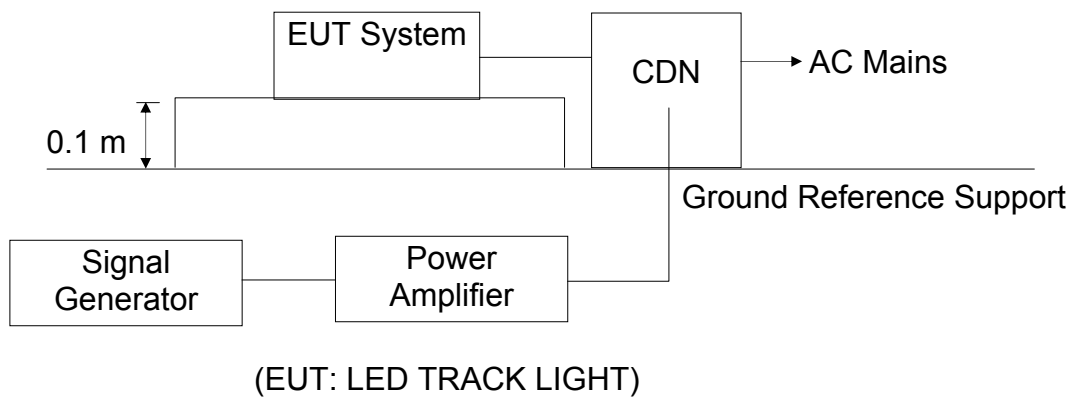 EUT System
CDN
AC Mains
0.1 m
Ground Reference Support
Signal
Generator
Power
Amplifier
(EUT: LED TRACK LIGHT)